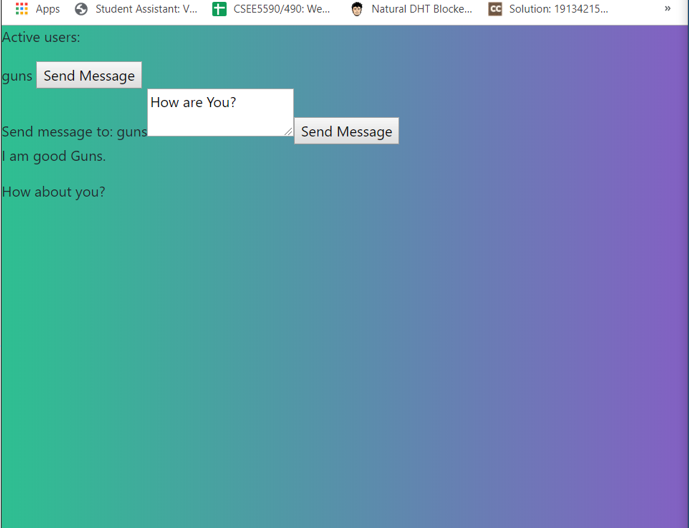 Apps Student Assistant: V... CSEE5590/490: We... Natural DHT Blocke... CC Solution: 19134215... »
Active users:
guns Send Message
How are You?
Send message to: guns Send Message
I am good Guns.
How about you?